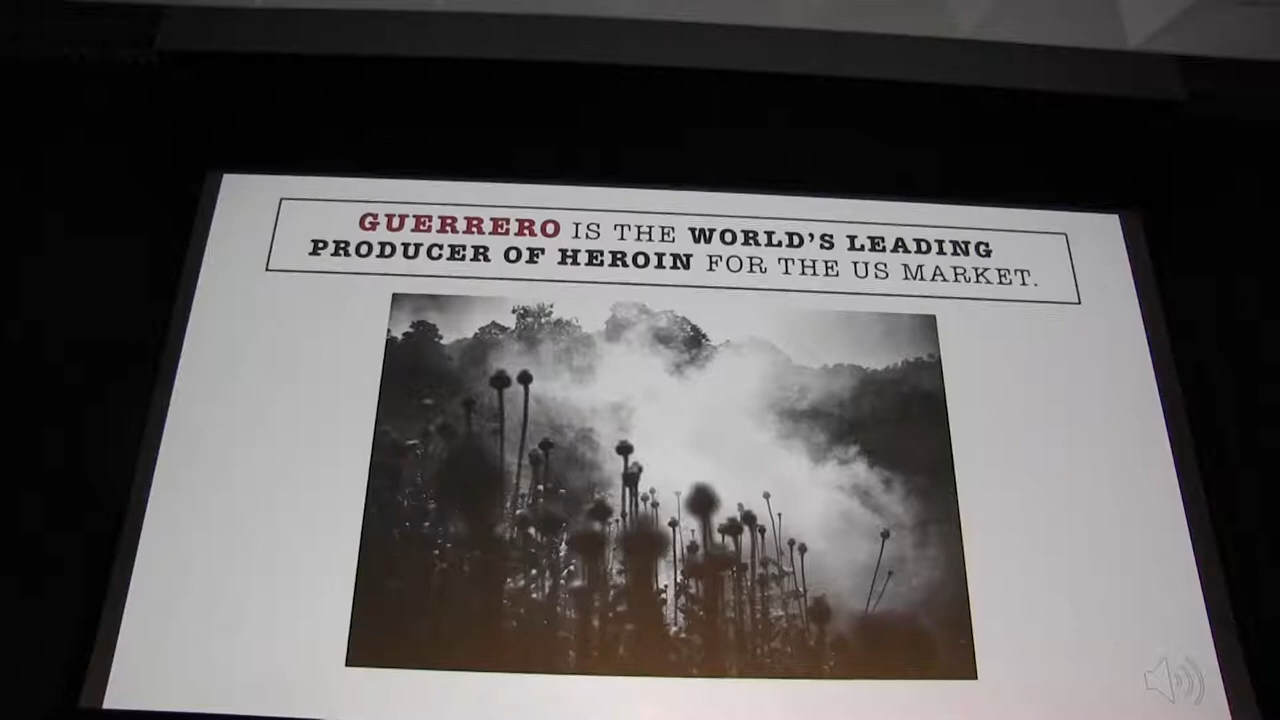 GUERRERO IS THE WORLD'S LEADING
PRODUCER OF HEROIN FOR THE US MARKET.